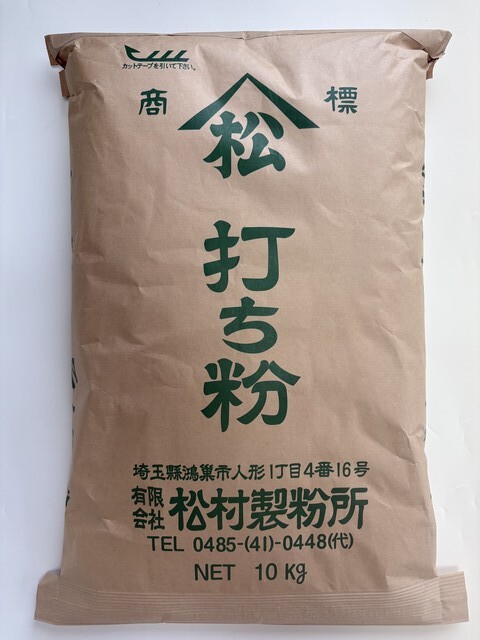 カットテープを引いて下さい。
商 松 標
打ち粉
埼玉縣鴻巣市人形1丁目4番16号
有限会社 松村製粉所
TEL 0485-(41)-0448(代)
NET 10 Kg